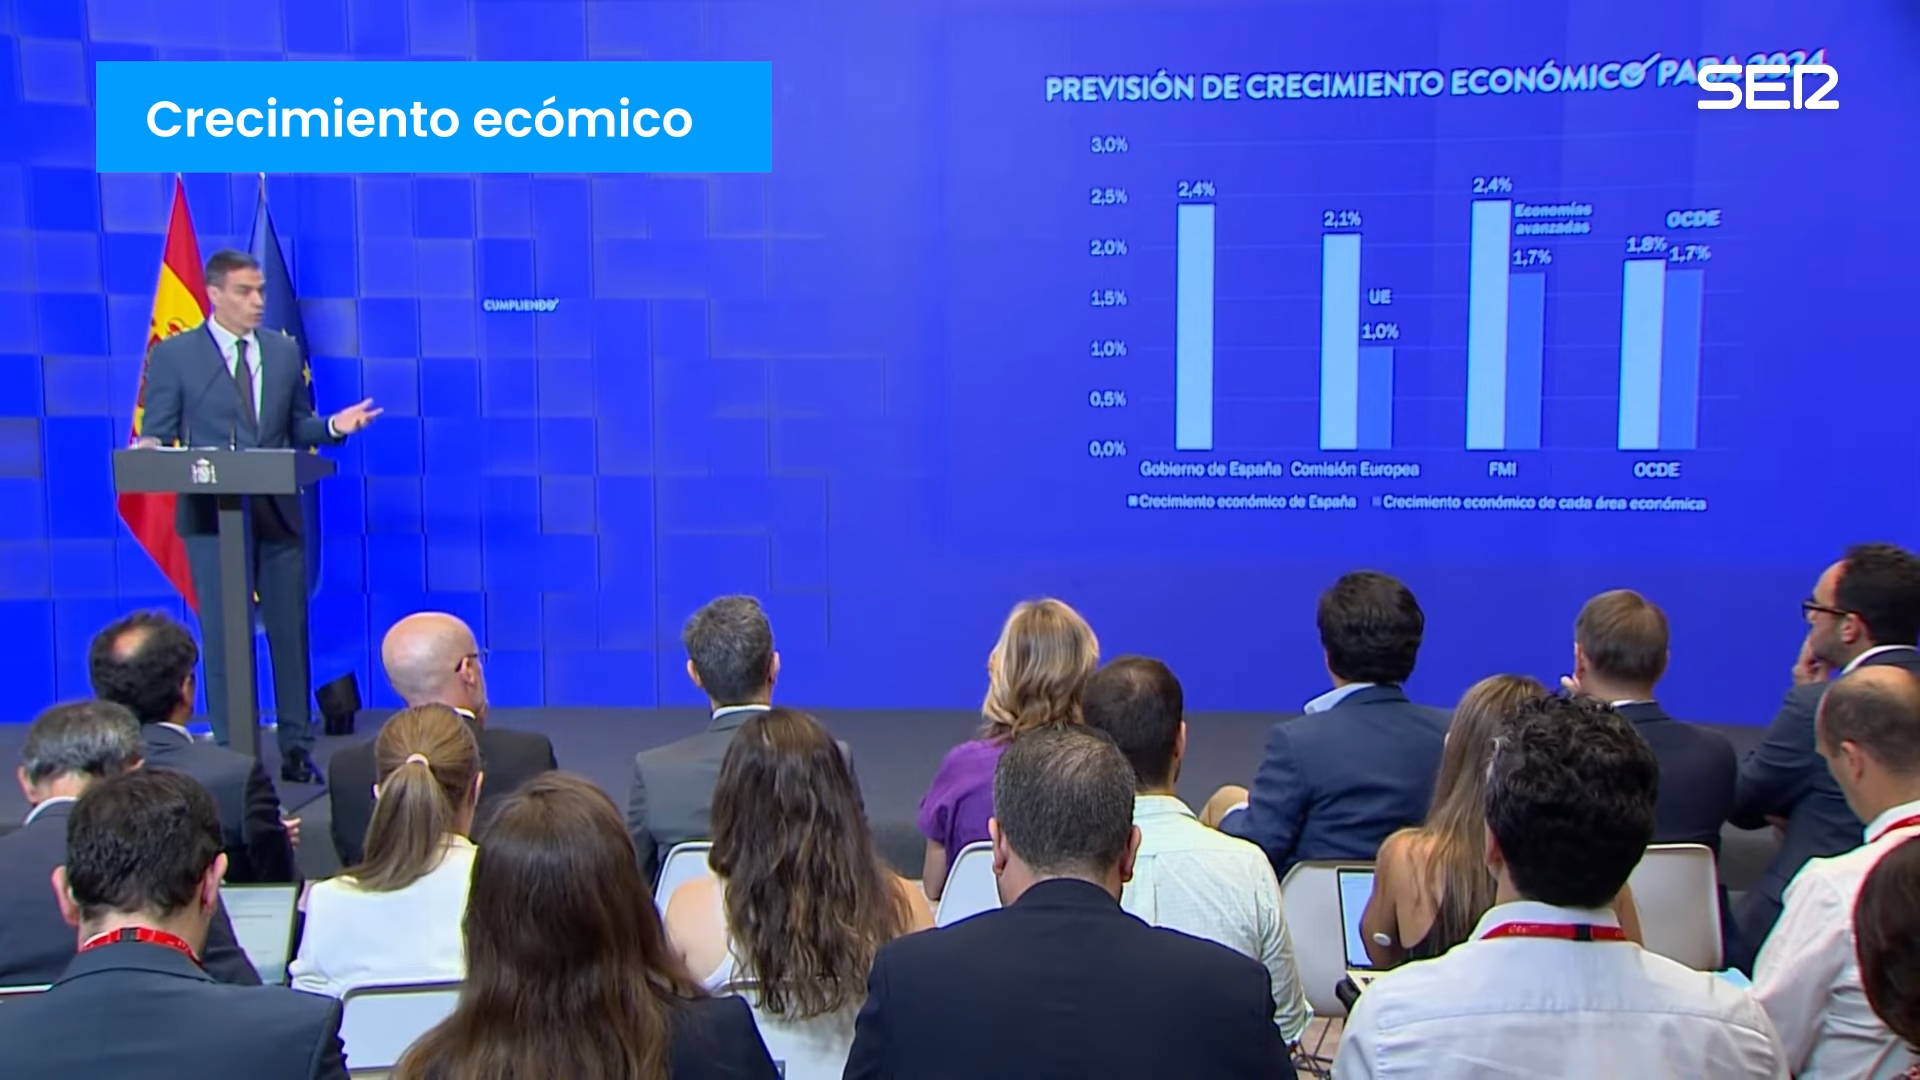 Crecimiento ecómico
PREVISIÓN DE CRECIMIENTO ECONÓMICO PARA 2024
SER
3,0%
2,5%
2,0%
1,5%
1,0%
0,5%
0,0%
2,4%
2,1%
UE
1,0%
2,4%
Economías
avanzadas
1,7%
OCDE
1,8%
1,7%
Gobierno de España Comisión Europea FMI OCDE
Crecimiento económico de España Crecimiento económico de cada área económica
CUMPLIENDO